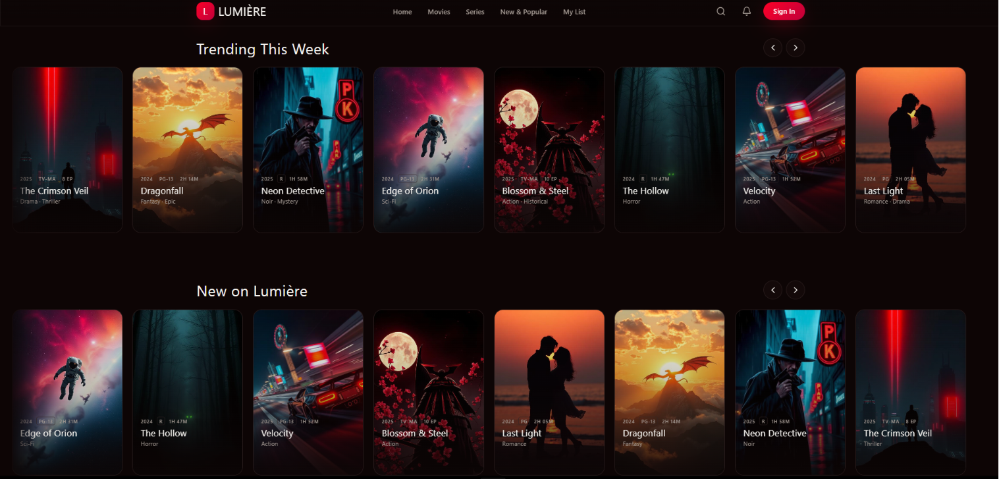 L LUMIÈRE Home Movies Series New & Popular My List Sign In
Trending This Week
PK
PAR
2025 TV-MA 8 EP
The Crimson Veil
Drama · Thriller
2024 PG-13 2H 14M
Dragonfall
Fantasy · Epic
2025 R 1H 58M
Neon Detective
Noir · Mystery
2024 PG-13 2H 31M
Edge of Orion
Sci-Fi
2025 TV-MA 10 EP
Blossom & Steel
Action · Historical
2024 R 1H 47M
The Hollow
Horror
2025 PG-13 1H 52M
Velocity
Action
2024 PG 2H 05M
Last Light
Romance · Drama
New on Lumière
2024 PG-13 2H 31M
Edge of Orion
Sci-Fi
2024 R 1H 47M
The Hollow
Horror
2025 PG-13 1H 52M
Velocity
Action
2025 TV-MA 10 EP
Blossom & Steel
Action
2024 PG 2H 05M
Last Light
Romance
2024 PG-13 2H 14M
Dragonfall
Fantasy
PK
PAR
2025 R 1H 58M
Neon Detective
Noir
2025 TV-MA 8 EP
The Crimson Veil
Thriller